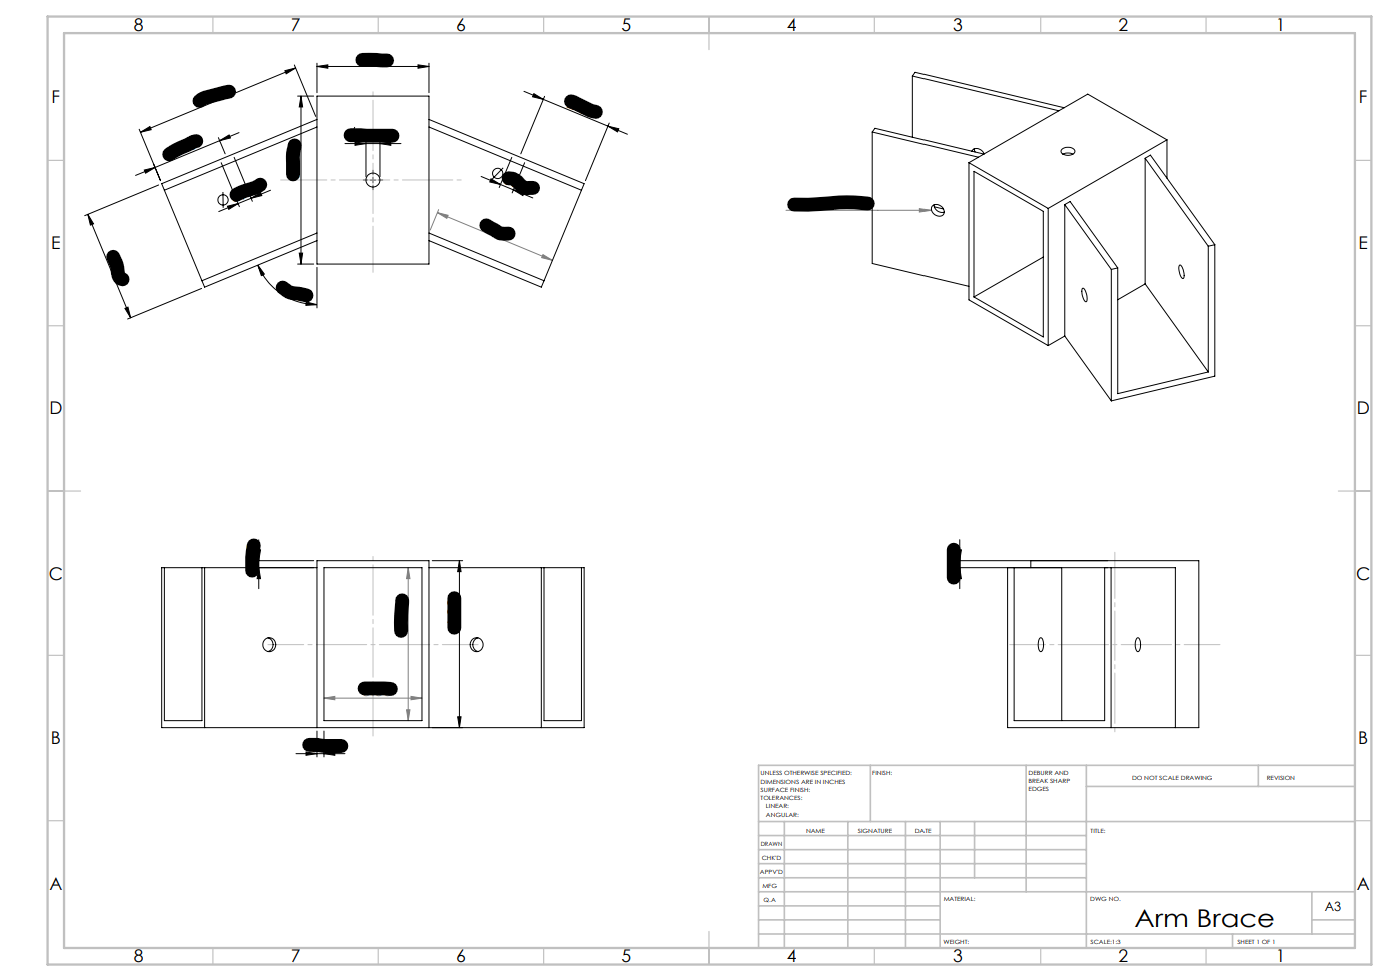 8 7 6 5 4 3 2 1
F F
E E
D D
C C
B B
A A
UNLESS OTHERWISE SPECIFIED:
DIMENSIONS ARE IN INCHES
SURFACE FINISH:
TOLERANCES:
LINEAR:
ANGULAR:
FINISH:
DEBURR AND
BREAK SHARP
EDGES
DO NOT SCALE DRAWING
REVISION
NAME SIGNATURE DATE
TITLE:
DRAWN
CHK'D
APPV'D
MFG
Q.A
MATERIAL:
DWG NO.
Arm Brace
A3
WEIGHT:
SCALE:1:3
SHEET 1 OF 1
8 7 6 5 4 3 2 1